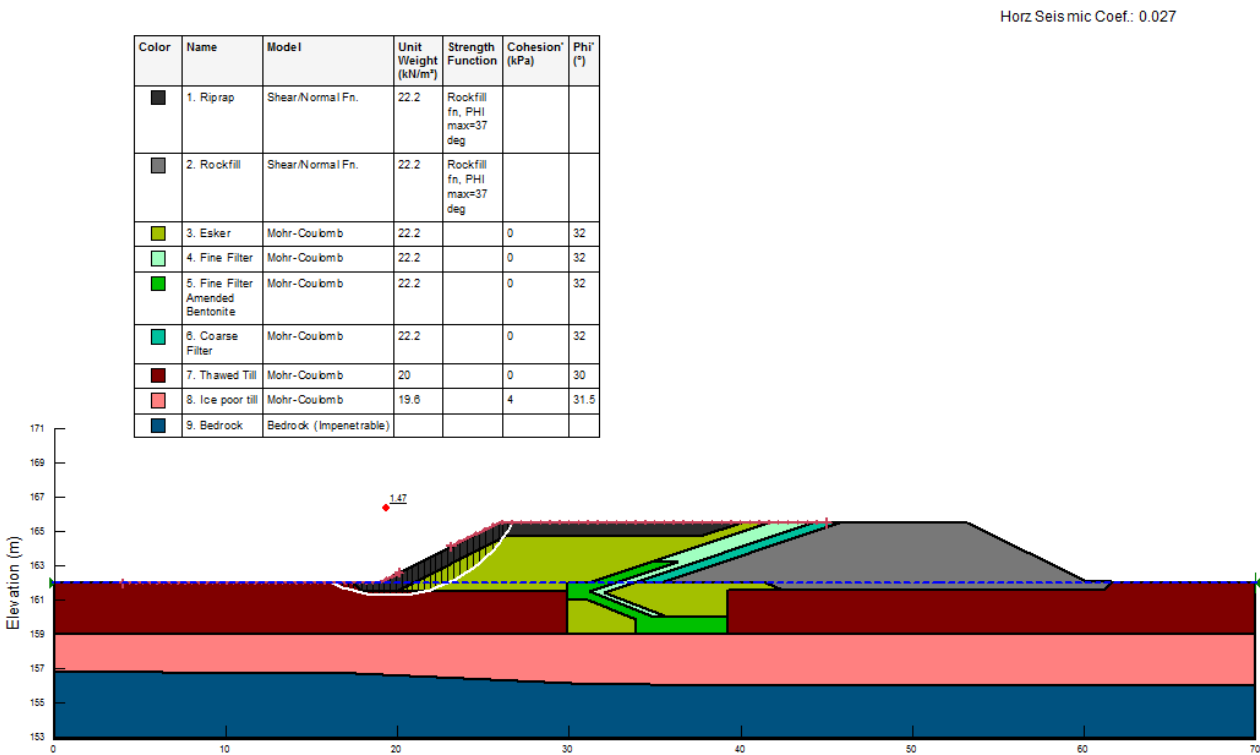 Horz Seismic Coef.: 0.027
Color Name Model Unit Weight (kN/m³) Strength Function Cohesion' (kPa) Phi' (°)
1. Riprap Shear/Normal Fn. 22.2 Rockfill fn, PHI max=37 deg
2. Rockfill Shear/Normal Fn. 22.2 Rockfill fn, PHI max=37 deg
3. Esker Mohr-Coulomb 22.2 0 32
4. Fine Filter Mohr-Coulomb 22.2 0 32
5. Fine Filter Amended Bentonite Mohr-Coulomb 22.2 0 32
6. Coarse Filter Mohr-Coulomb 22.2 0 32
7. Thawed Till Mohr-Coulomb 20 0 30
8. Ice poor till Mohr-Coulomb 19.6 4 31.5
9. Bedrock Bedrock (Impenetrable)
1.47
Elevation (m)
171
169
167
165
163
161
159
157
155
153
0 10 20 30 40 50 60 70